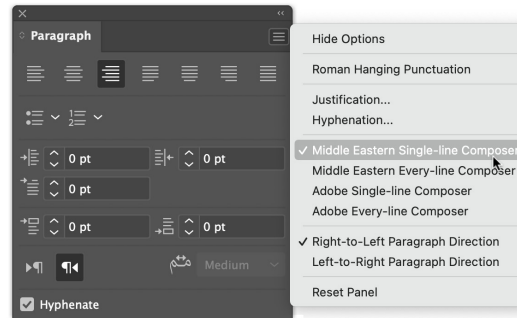 Paragraph
0 pt
0 pt
0 pt
0 pt
0 pt
Medium
Hyphenate
Hide Options
Roman Hanging Punctuation
Justification...
Hyphenation...
Middle Eastern Single-line Composer
Middle Eastern Every-line Composer
Adobe Single-line Composer
Adobe Every-line Composer
Right-to-Left Paragraph Direction
Left-to-Right Paragraph Direction
Reset Panel